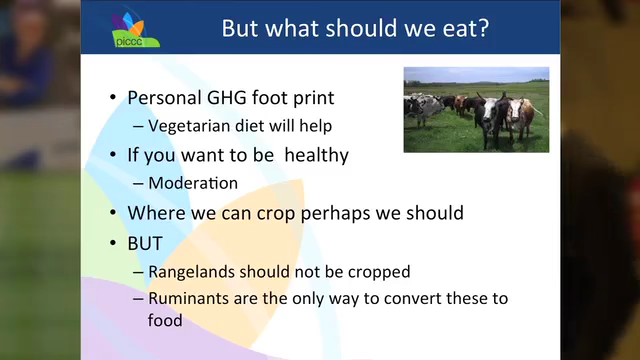 piccc
But what should we eat?
• Personal GHG foot print
– Vegetarian diet will help
• If you want to be healthy
– Moderation
• Where we can crop perhaps we should
• BUT
– Rangelands should not be cropped
– Ruminants are the only way to convert these to
food